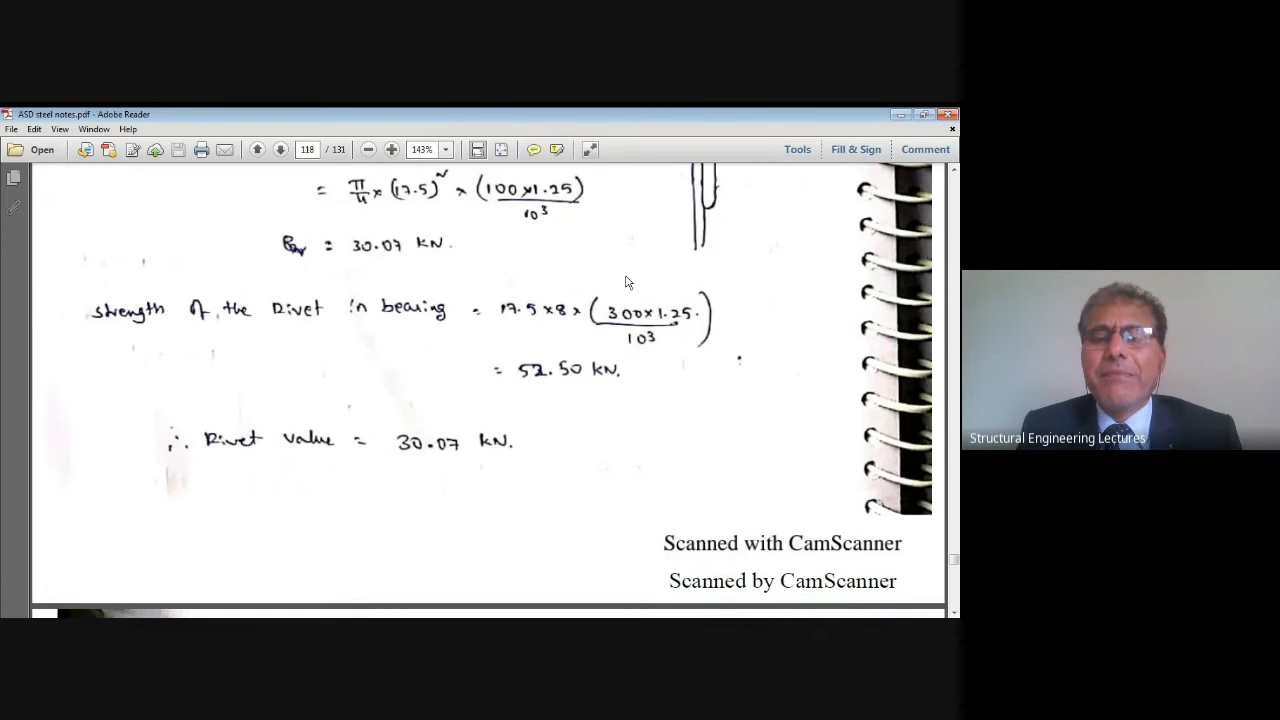 ASD steel notes.pdf - Adobe Reader
File Edit View Window Help
Open 118 / 131 143% Tools Fill & Sign Comment
= π/4 × (17.5)² × (100×1.25)/10³
= 30.07 KN.
Strength of the Rivet in bearing = 17.5×8×(300×1.25)/10³
= 52.50 KN.
∴ Rivet value = 30.07 KN.
Structural Engineering Lectures
Scanned with CamScanner
Scanned by CamScanner